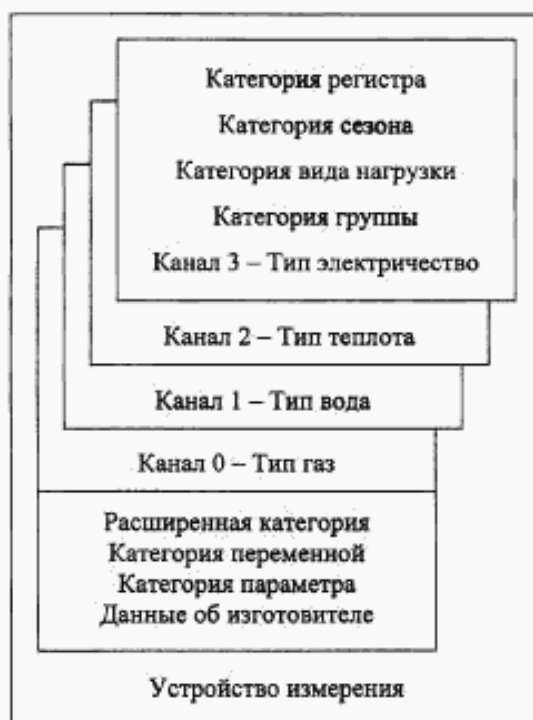 Категория регистра
Категория сезона
Категория вида нагрузки
Категория группы
Канал 3 – Тип электричество
Канал 2 – Тип теплота
Канал 1 – Тип вода
Канал 0 – Тип газ
Расширенная категория
Категория переменной
Категория параметра
Данные об изготовителе
Устройство измерения